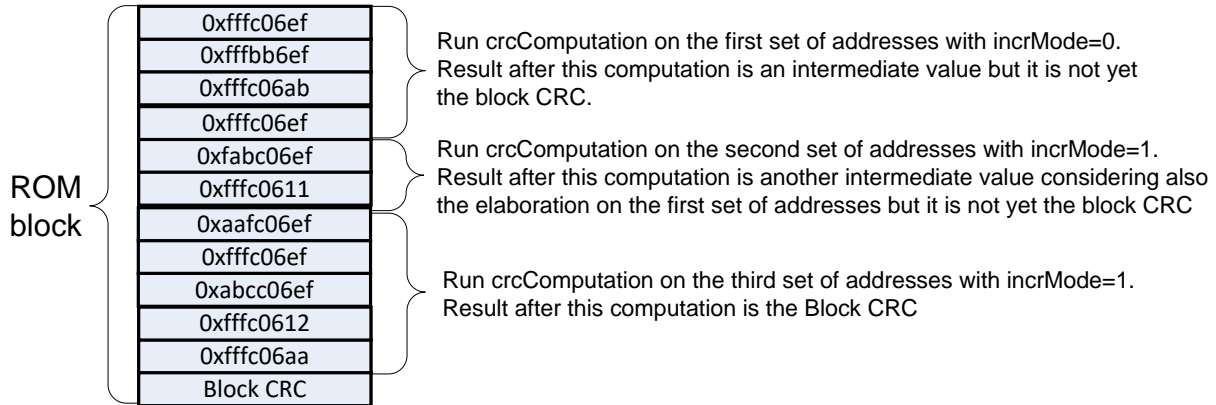 ROM
block
0xfffc06ef
0xfffbb6ef
0xfffc06ab
0xfffc06ef
0xfabc06ef
0xfffc0611
0xaafc06ef
0xfffc06ef
0xabcc06ef
0xfffc0612
0xfffc06aa
Block CRC
Run crcComputation on the first set of addresses with incrMode=0.
Result after this computation is an intermediate value but it is not yet
the block CRC.
Run crcComputation on the second set of addresses with incrMode=1.
Result after this computation is another intermediate value considering also
the elaboration on the first set of addresses but it is not yet the block CRC
Run crcComputation on the third set of addresses with incrMode=1.
Result after this computation is the Block CRC